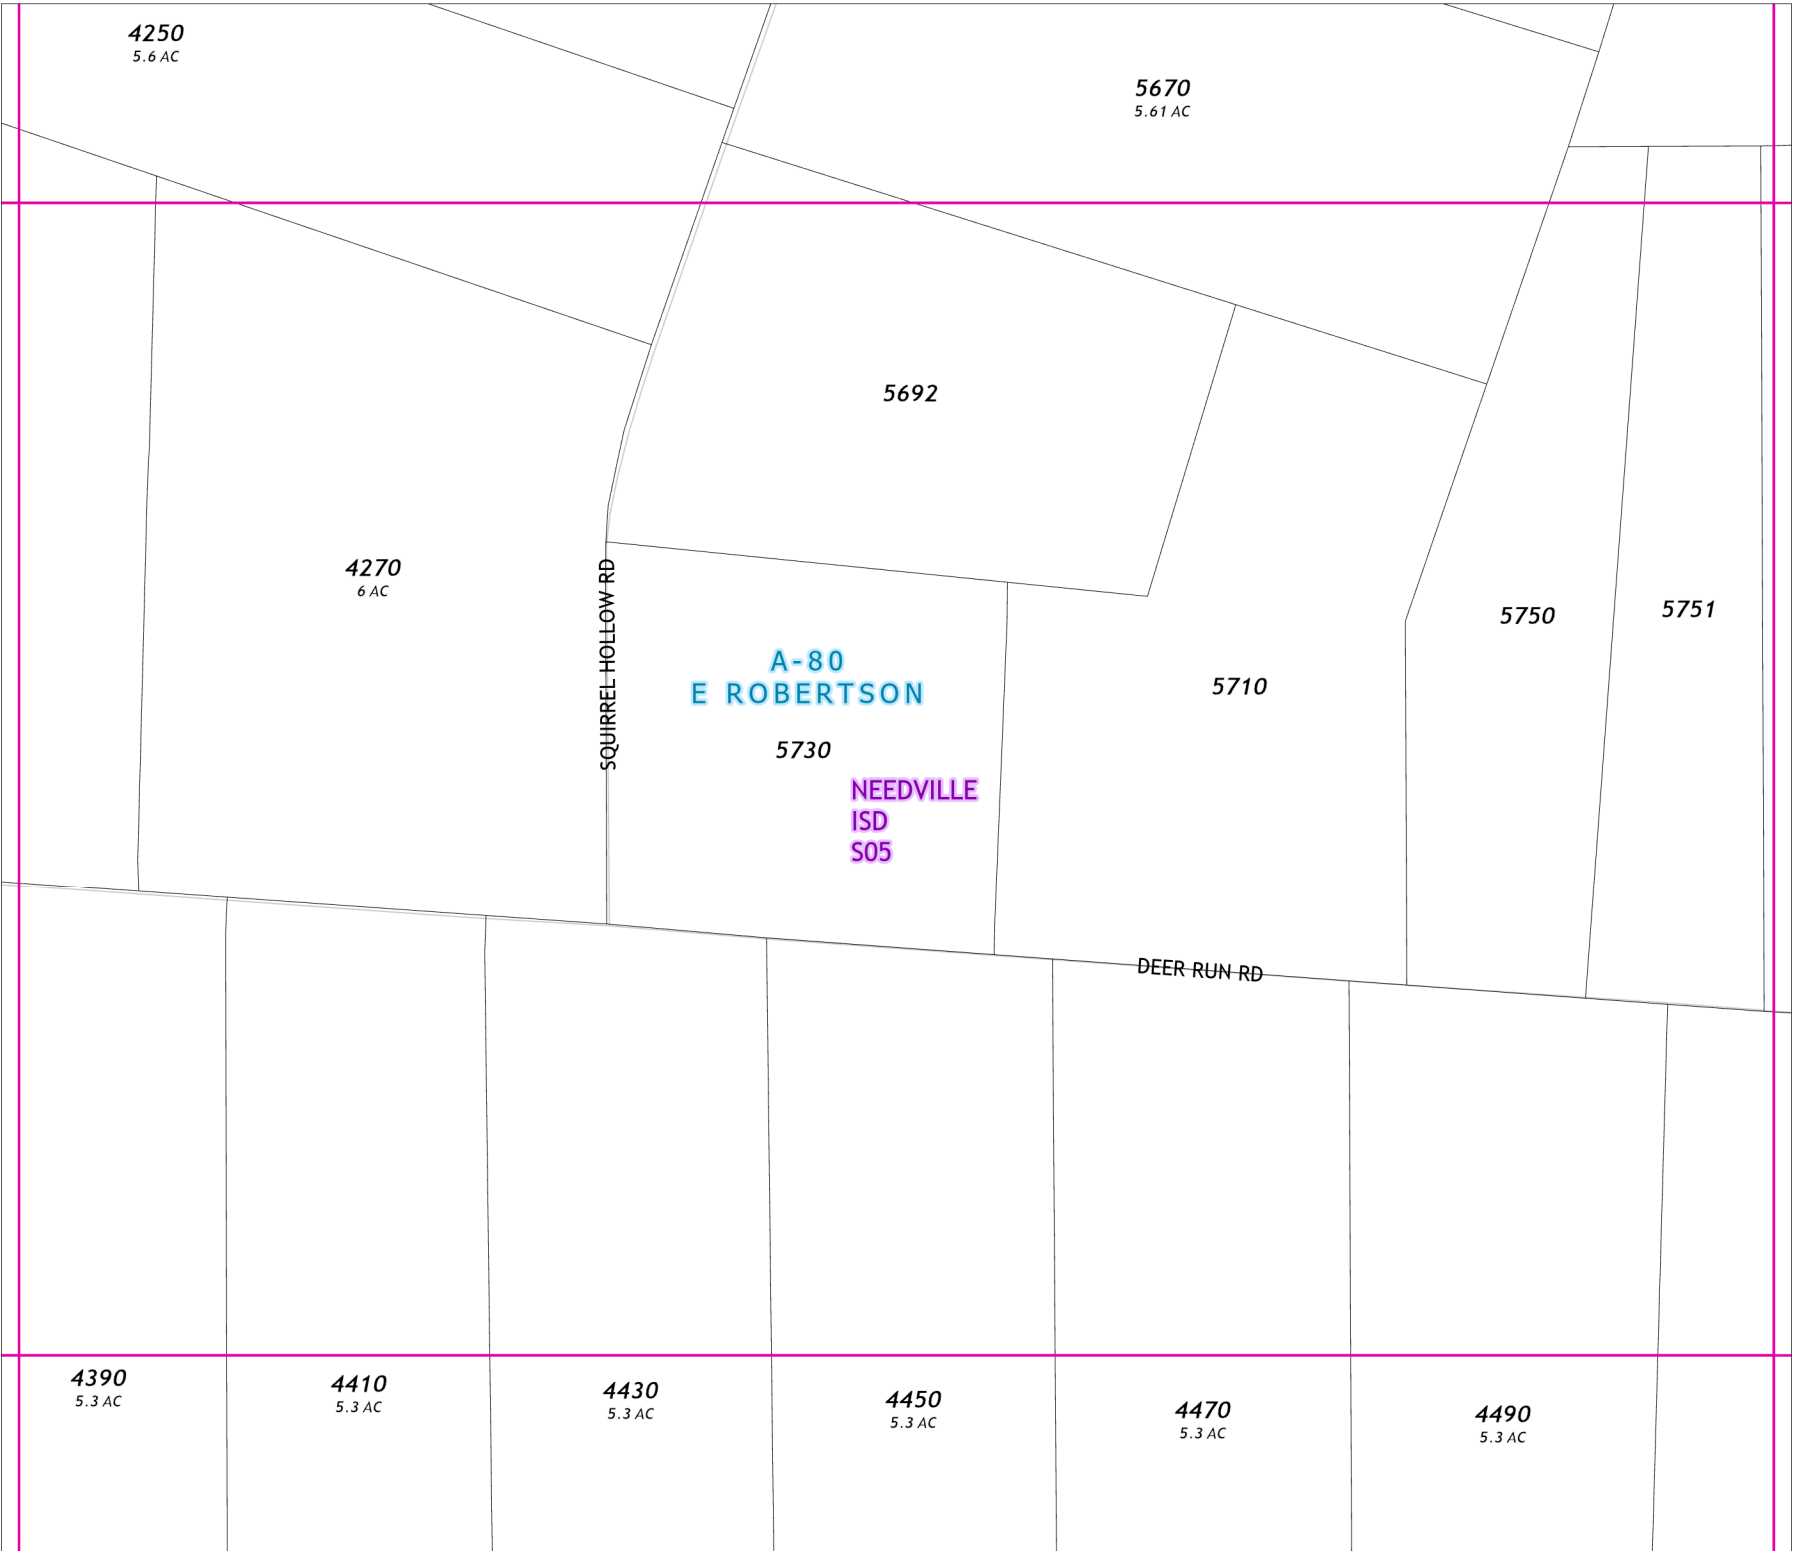 4250
5.6 AC
5670
5.61 AC
5692
4270
6 AC
SQUIRREL HOLLOW RD
5750
5751
A-80
E ROBERTSON
5710
5730
NEEDVILLE
ISD
S05
DEER RUN RD
4390
5.3 AC
4410
5.3 AC
4430
5.3 AC
4450
5.3 AC
4470
5.3 AC
4490
5.3 AC